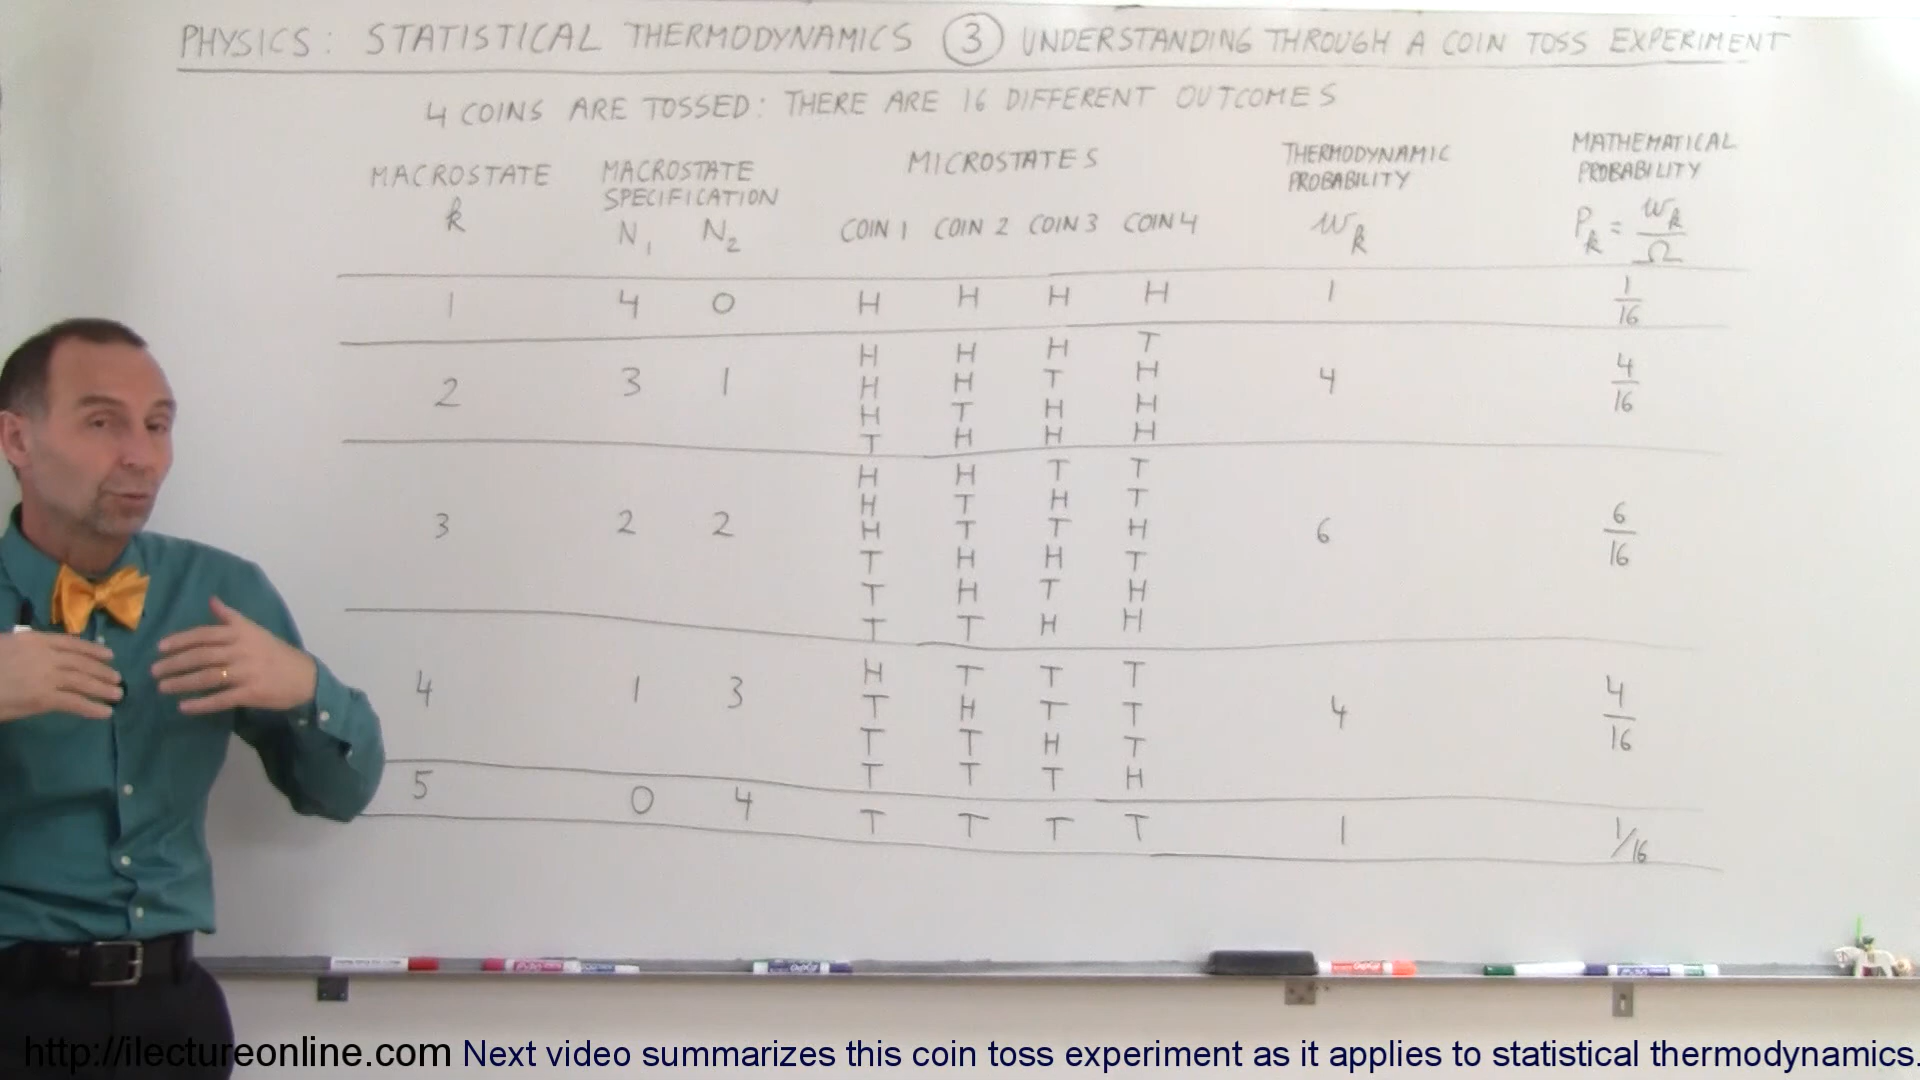 PHYSICS: STATISTICAL THERMODYNAMICS 3 UNDERSTANDING THROUGH A COIN TOSS EXPERIMENT
4 COINS ARE TOSSED: THERE ARE 16 DIFFERENT OUTCOMES
MACROSTATE MACROSTATE MICROSTATES THERMODYNAMIC MATHEMATICAL
SPECIFICATION PROBABILITY PROBABILITY
k N₁ N₂ COIN 1 COIN 2 COIN 3 COIN 4 w_k P_k = w_k/Ω
1 4 0 H H H H 1 1/16
H H H T
2 3 1 H H T H 4 4/16
H T H H
T H H H
H H T T
H T H T
3 2 2 H T T H 6 6/16
T H H T
T H T H
T T H H
H T T T
4 1 3 T H T T 4 4/16
T T H T
T T T H
5 0 4 T T T T 1 1/16
http://ilectureonline.com Next video summarizes this coin toss experiment as it applies to statistical thermodynamics.